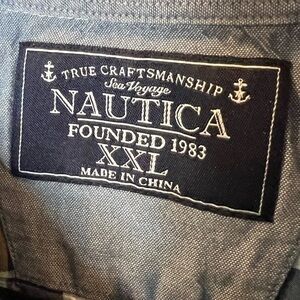 TRUE CRAFTSMANSHIP
Sea Voyage
NAUTICA
FOUNDED 1983
XXL
MADE IN CHINA